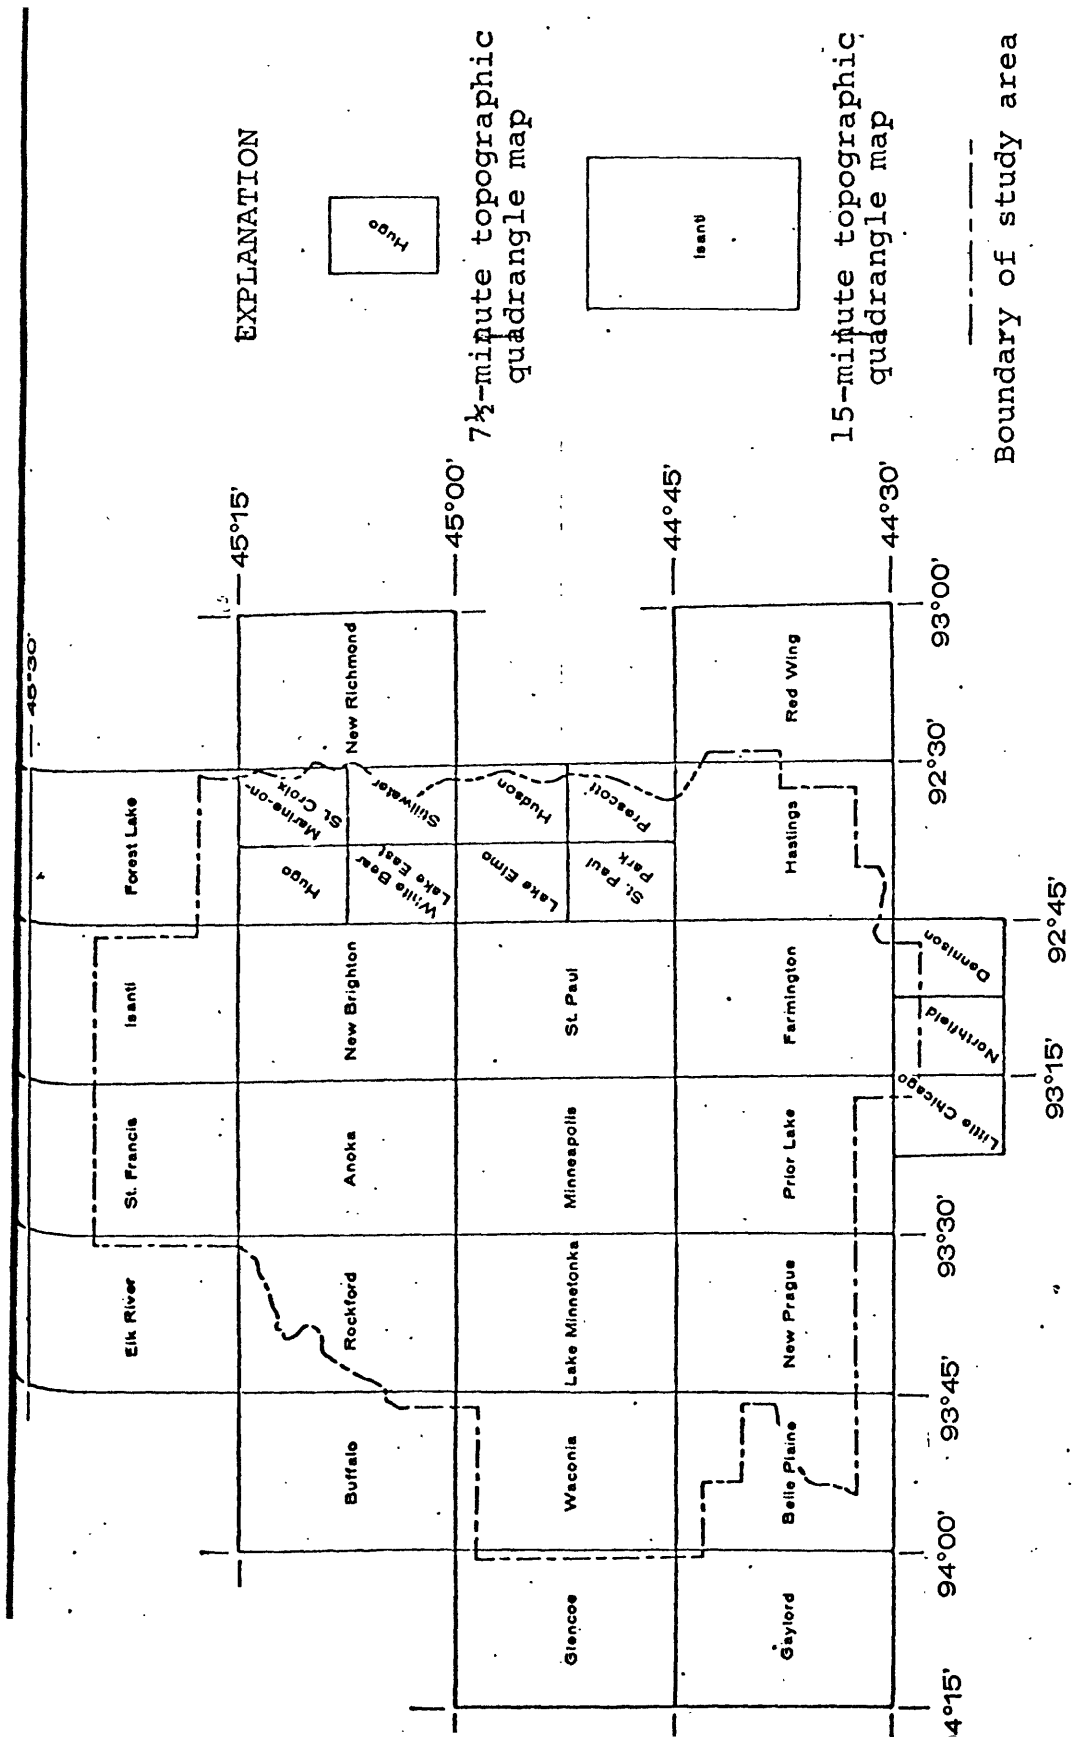 45°30'
45°15'
45°00'
44°45'
44°30'
Elk River
St. Francis
Isanti
Forest Lake
Buffalo
Rockford
Anoka
New Brighton
Hugo
Marine-on-
St. Croix
White Bear
Lake East
Stillwater
New Richmond
Glencoe
Waconia
Lake Minnetonka
Minneapolis
St. Paul
Lake Elmo
Hudson
St. Paul
Park
Prescott
Gaylord
Belle Plaine
New Prague
Prior Lake
Farmington
Hastings
Red Wing
Little Chicago
Northfield
Dennison
4°15'
94°00'
93°45'
93°30'
93°15'
92°45'
92°30'
93°00'
EXPLANATION
Hugo
7½-minute topographic
quadrangle map
Isanti
15-minute topographic
quadrangle map
Boundary of study area